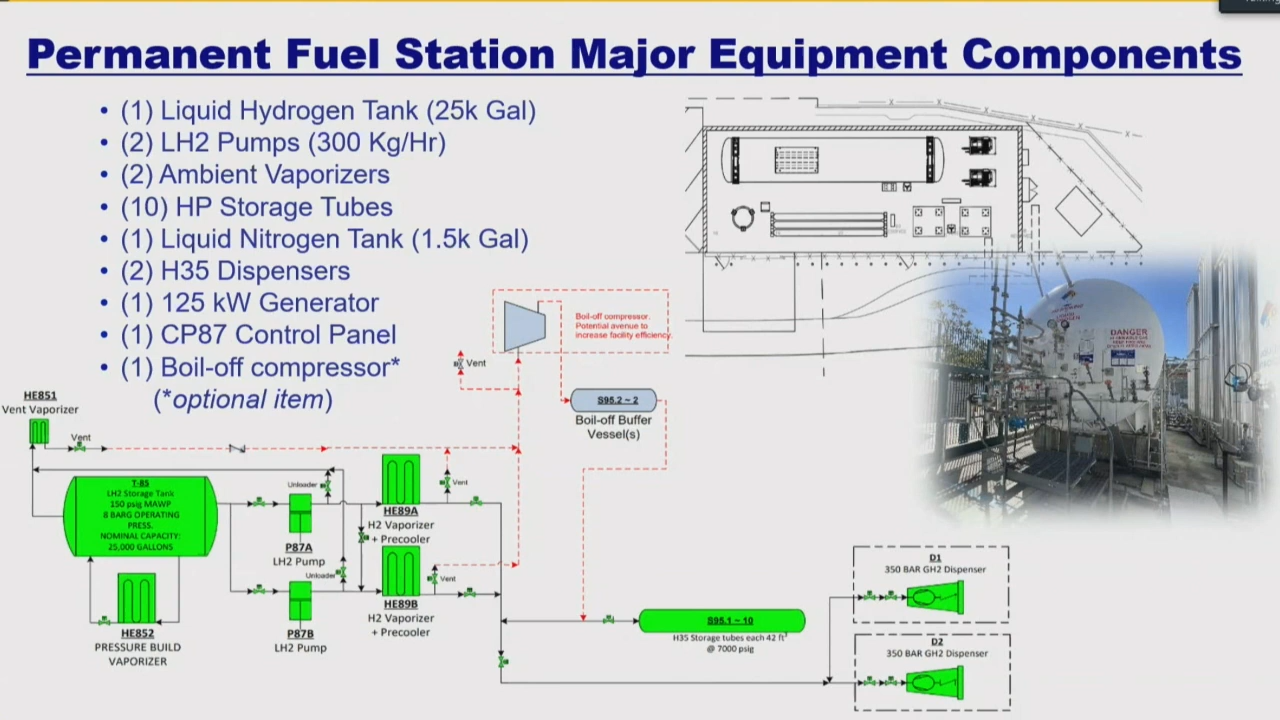 Permanent Fuel Station Major Equipment Components
• (1) Liquid Hydrogen Tank (25k Gal)
• (2) LH2 Pumps (300 Kg/Hr)
• (2) Ambient Vaporizers
• (10) HP Storage Tubes
• (1) Liquid Nitrogen Tank (1.5k Gal)
• (2) H35 Dispensers
• (1) 125 kW Generator
• (1) CP87 Control Panel
• (1) Boil-off compressor*
(*optional item)
Boil-off compressor.
Potential avenue to
increase facility efficiency.
Vent
S95.2 ~ 2
Boil-off Buffer
Vessel(s)
HE851
Vent Vaporizer
Vent
T-85
LH2 Storage Tank
150 psig MAWP
8 BARG OPERATING
PRESS.
NOMINAL CAPACITY:
25,000 GALLONS
HE852
PRESSURE BUILD
VAPORIZER
Unloader
P87A
LH2 Pump
Unloader
P87B
LH2 Pump
HE89A
H2 Vaporizer
+ Precooler
Vent
HE89B
H2 Vaporizer
+ Precooler
Vent
S95.1 ~ 10
H35 Storage tubes each 42 ft³
@ 7000 psig
D1
350 BAR GH2 Dispenser
D2
350 BAR GH2 Dispenser
DANGER